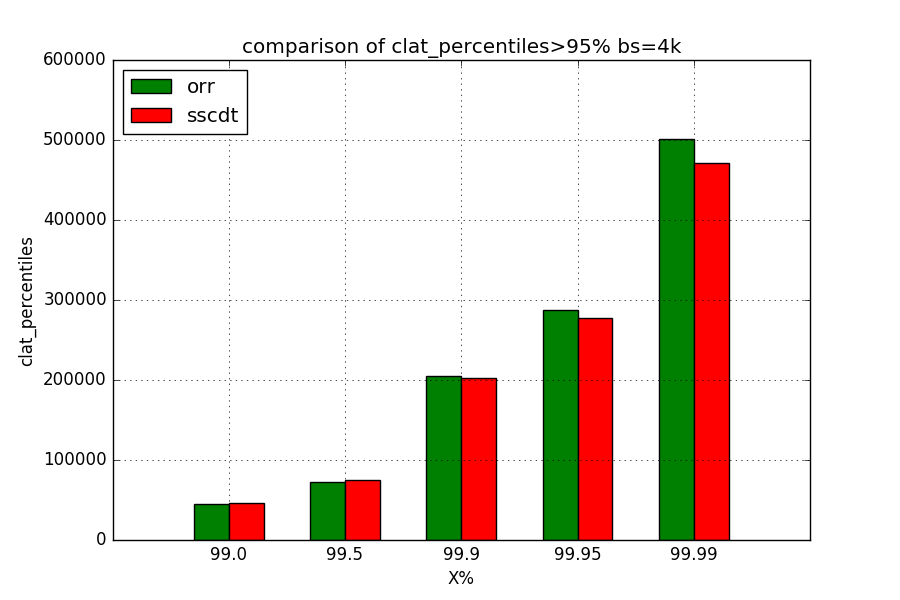 comparison of clat_percentiles>95% bs=4k
600000
500000
400000
300000
200000
100000
0
clat_percentiles
orr
sscdt
99.0
99.5
99.9
99.95
99.99
X%